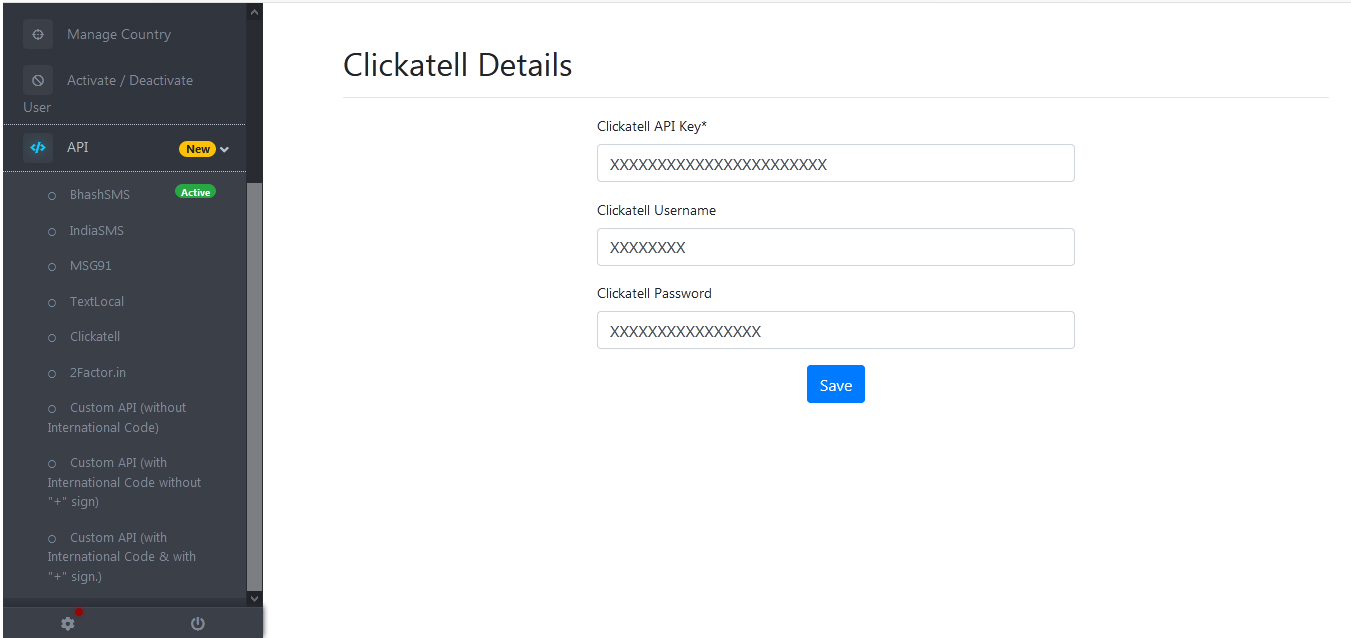 Manage Country
Activate / Deactivate
User
API New
BhashSMS Active
IndiaSMS
MSG91
TextLocal
Clickatell
2Factor.in
Custom API (without
International Code)
Custom API (with
International Code without
"+" sign)
Custom API (with
International Code & with
"+" sign.)
Clickatell Details
Clickatell API Key*
XXXXXXXXXXXXXXXXXXXXXXX
Clickatell Username
XXXXXXXX
Clickatell Password
XXXXXXXXXXXXXXXX
Save